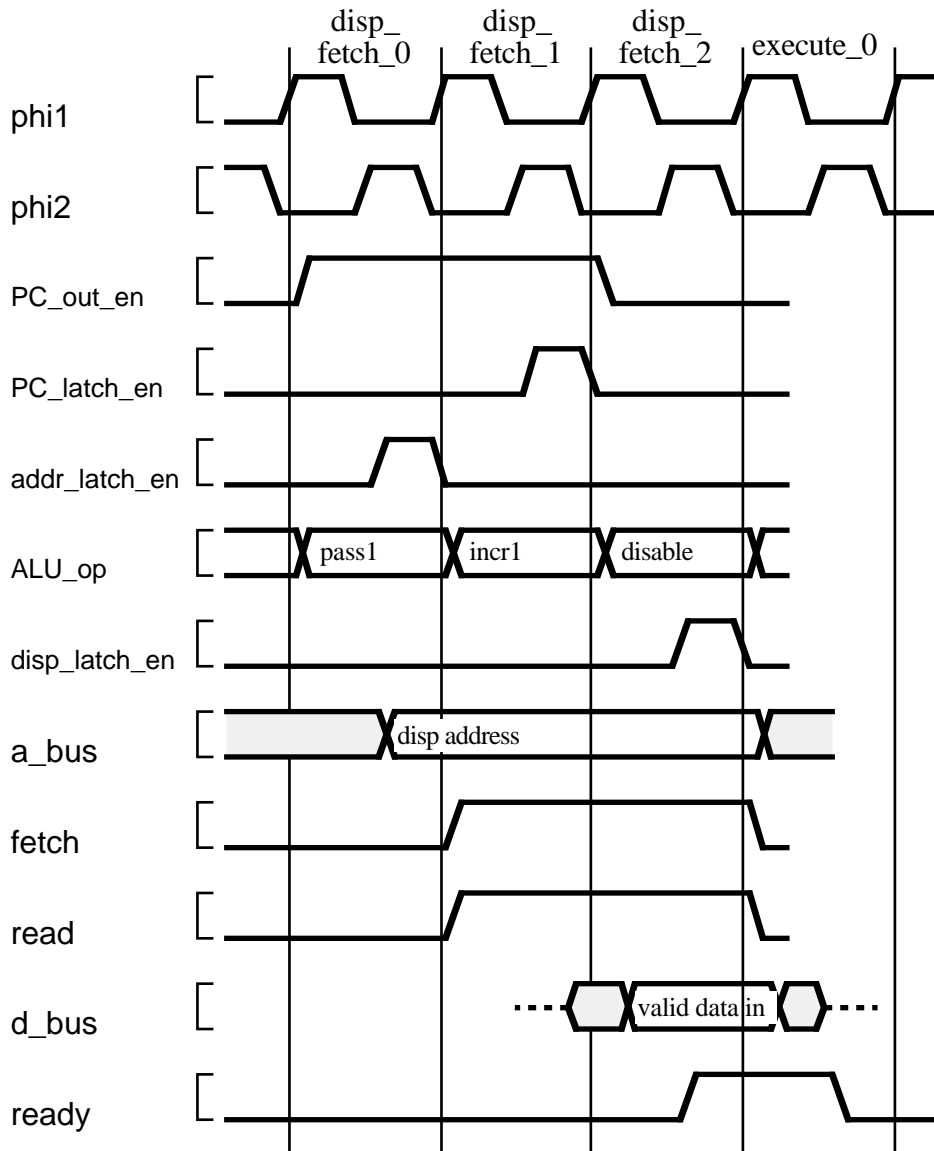 disp_
fetch_0
disp_
fetch_1
disp_
fetch_2
execute_0
phi1
phi2
PC_out_en
PC_latch_en
addr_latch_en
ALU_op
pass1
incr1
disable
disp_latch_en
a_bus
disp address
fetch
read
d_bus
valid data in
ready